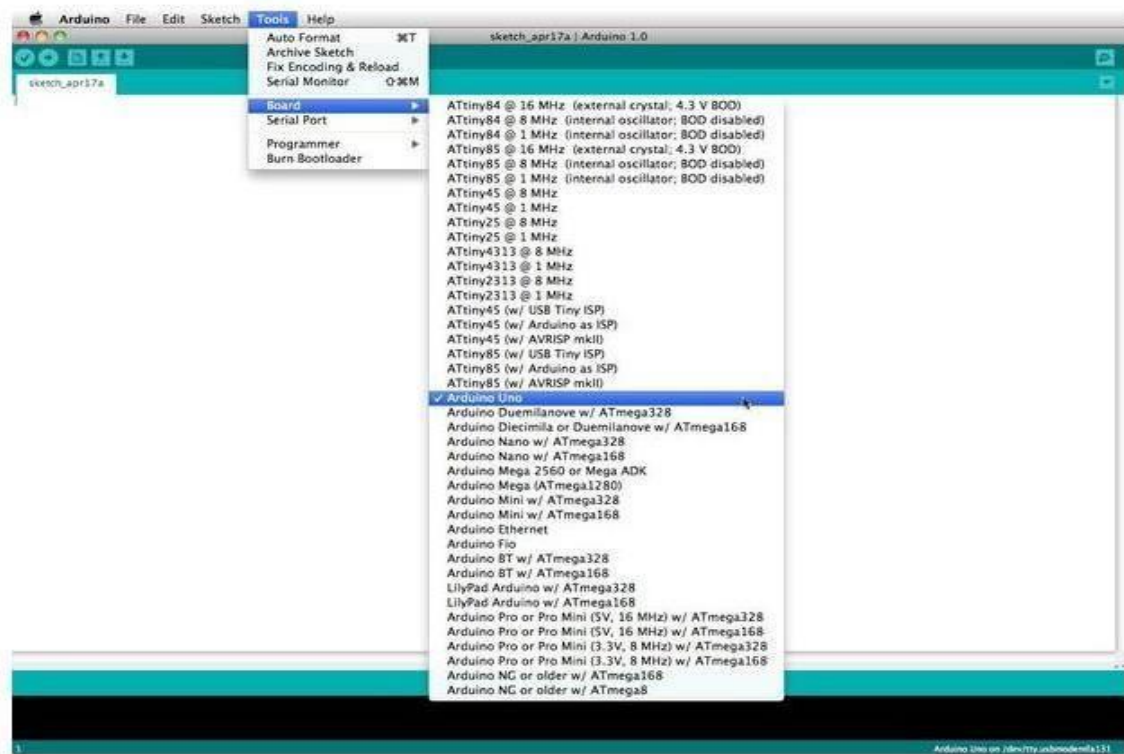 Arduino File Edit Sketch Tools Help
sketch_apr17a | Arduino 1.0
Auto Format ⌘T
Archive Sketch
Fix Encoding & Reload
Serial Monitor ⇧⌘M
sketch_apr17a
Board
Serial Port
Programmer
Burn Bootloader
ATtiny84 @ 16 MHz (external crystal; 4.3 V BOD)
ATtiny84 @ 8 MHz (internal oscillator; BOD disabled)
ATtiny84 @ 1 MHz (internal oscillator; BOD disabled)
ATtiny85 @ 16 MHz (external crystal; 4.3 V BOD)
ATtiny85 @ 8 MHz (internal oscillator; BOD disabled)
ATtiny85 @ 1 MHz (internal oscillator; BOD disabled)
ATtiny45 @ 8 MHz
ATtiny45 @ 1 MHz
ATtiny25 @ 8 MHz
ATtiny25 @ 1 MHz
ATtiny4313 @ 8 MHz
ATtiny4313 @ 1 MHz
ATtiny2313 @ 8 MHz
ATtiny2313 @ 1 MHz
ATtiny45 (w/ USB Tiny ISP)
ATtiny45 (w/ Arduino as ISP)
ATtiny45 (w/ AVRISP mkII)
ATtiny85 (w/ USB Tiny ISP)
ATtiny85 (w/ Arduino as ISP)
ATtiny85 (w/ AVRISP mkII)
✓ Arduino Uno
Arduino Duemilanove w/ ATmega328
Arduino Diecimila or Duemilanove w/ ATmega168
Arduino Nano w/ ATmega328
Arduino Nano w/ ATmega168
Arduino Mega 2560 or Mega ADK
Arduino Mega (ATmega1280)
Arduino Mini w/ ATmega328
Arduino Mini w/ ATmega168
Arduino Ethernet
Arduino Fio
Arduino BT w/ ATmega328
Arduino BT w/ ATmega168
LilyPad Arduino w/ ATmega328
LilyPad Arduino w/ ATmega168
Arduino Pro or Pro Mini (5V, 16 MHz) w/ ATmega328
Arduino Pro or Pro Mini (5V, 16 MHz) w/ ATmega168
Arduino Pro or Pro Mini (3.3V, 8 MHz) w/ ATmega328
Arduino Pro or Pro Mini (3.3V, 8 MHz) w/ ATmega168
Arduino NG or older w/ ATmega168
Arduino NG or older w/ ATmega8
1
Arduino Uno on /dev/tty.usbmodemfa131